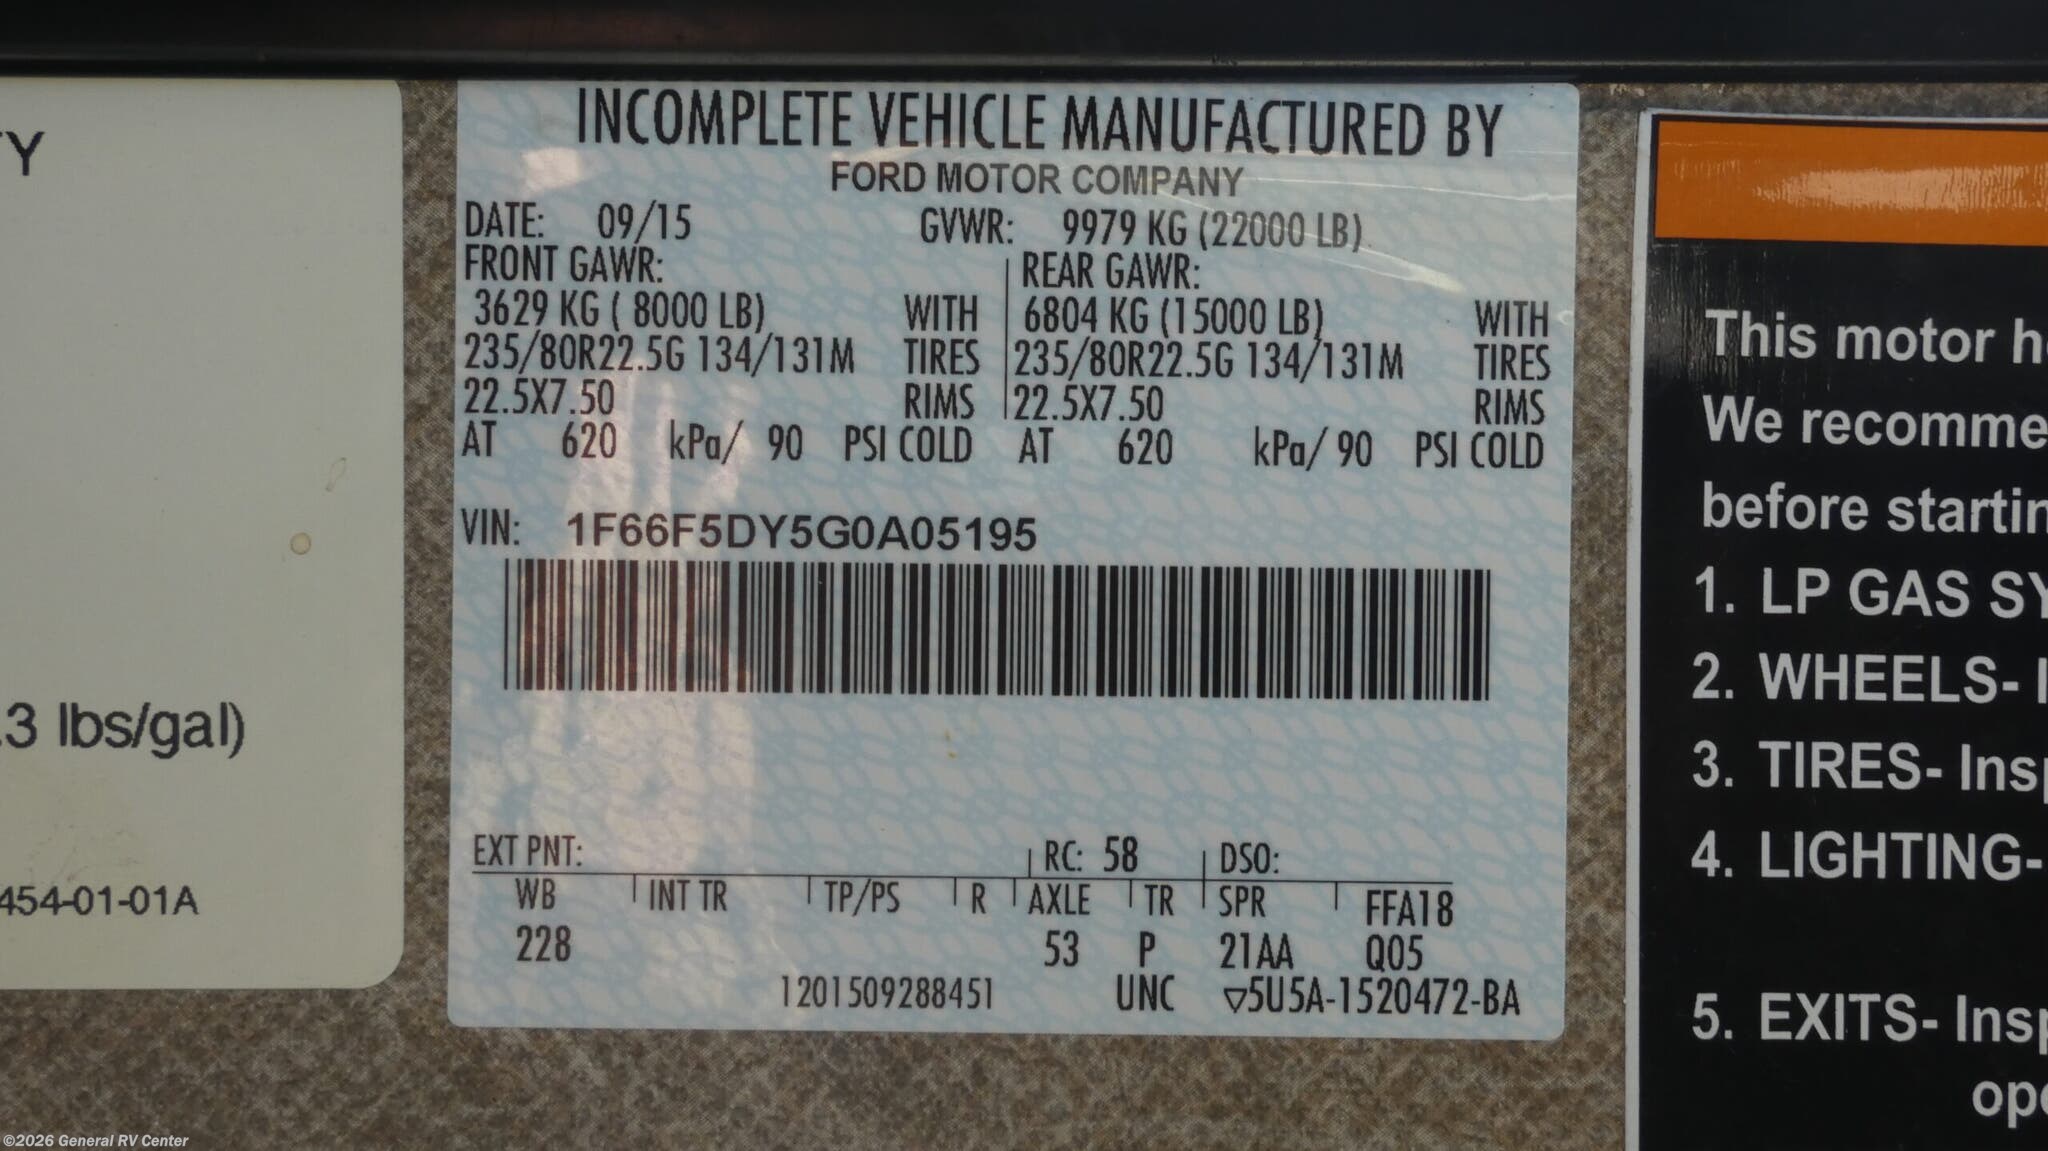 TY
.3 lbs/gal)
454-01-01A
INCOMPLETE VEHICLE MANUFACTURED BY
FORD MOTOR COMPANY
DATE: 09/15 GVWR: 9979 KG (22000 LB)
FRONT GAWR: REAR GAWR:
3629 KG ( 8000 LB) WITH 6804 KG (15000 LB) WITH
235/80R22.5G 134/131M TIRES 235/80R22.5G 134/131M TIRES
22.5X7.50 RIMS 22.5X7.50 RIMS
AT 620 kPa/ 90 PSI COLD AT 620 kPa/ 90 PSI COLD
VIN: 1F66F5DY5G0A05195
EXT PNT: RC: 58 DSO:
WB INT TR TP/PS R AXLE TR SPR FFA18
228 53 P 21AA Q05
1201509288451 UNC ▽5U5A-1520472-BA
This motor h
We recomme
before startin
1. LP GAS SY
2. WHEELS- I
3. TIRES- Insp
4. LIGHTING-
5. EXITS- Insp
ope
©2026 General RV Center